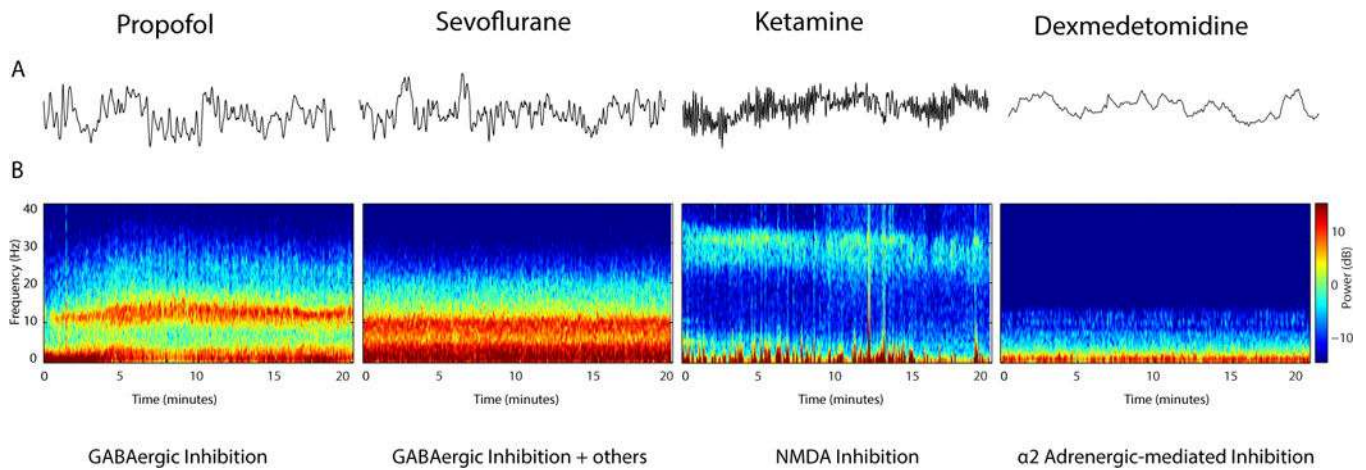 Propofol Sevoflurane Ketamine Dexmedetomidine
A
B
40
30
20
10
0
Frequency (Hz)
0 5 10 15 20
0 5 10 15 20
0 5 10 15 20
0 5 10 15 20
10
0
−10
Power (dB)
Time (minutes) Time (minutes) Time (minutes) Time (minutes)
GABAergic Inhibition GABAergic Inhibition + others NMDA Inhibition α2 Adrenergic-mediated Inhibition